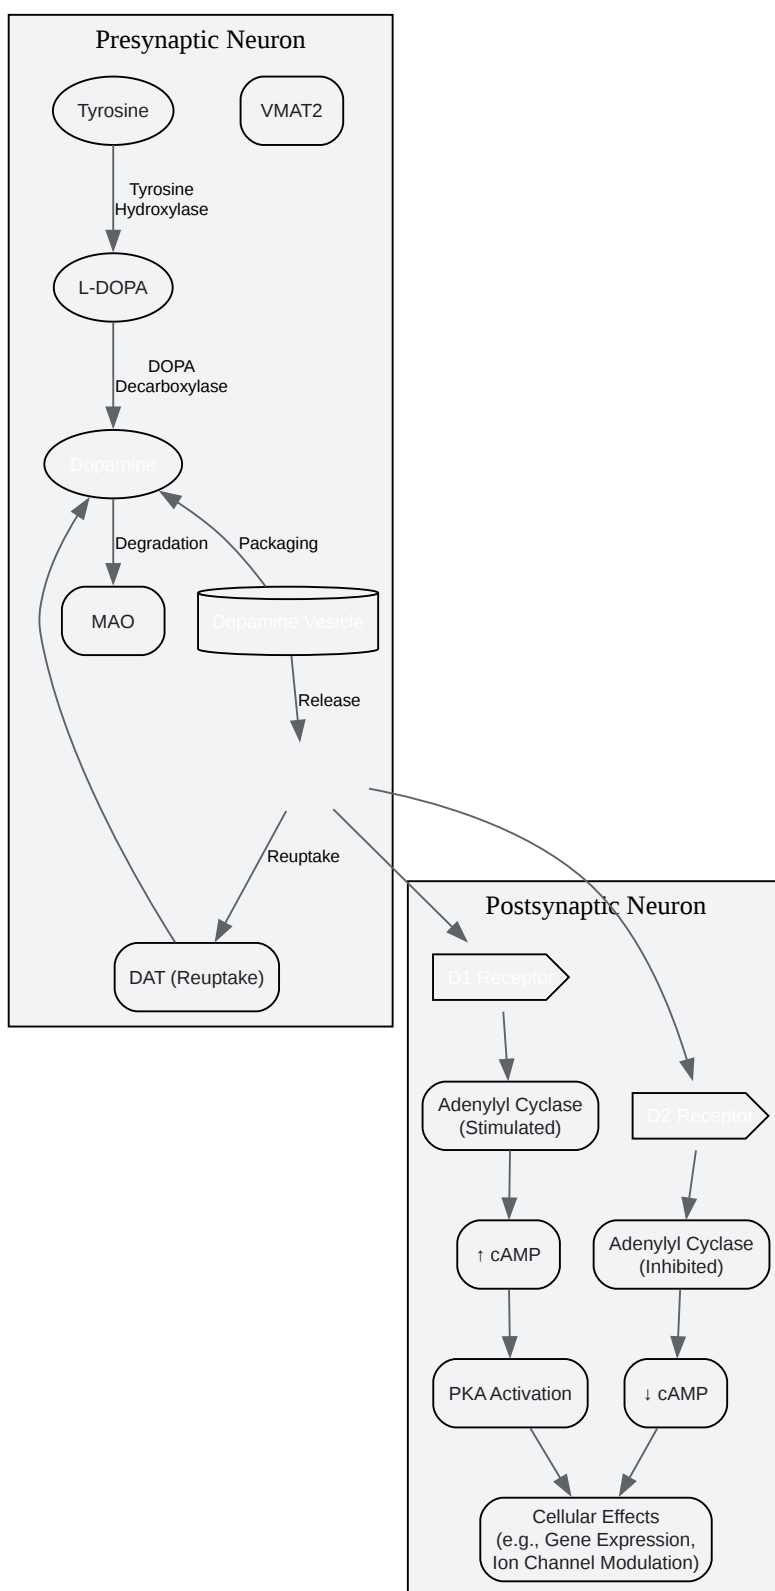 Presynaptic Neuron
Tyrosine
VMAT2
Tyrosine
Hydroxylase
L-DOPA
DOPA
Decarboxylase
Dopamine
Degradation
Packaging
MAO
Dopamine Vesicle
Release
Reuptake
DAT (Reuptake)
Postsynaptic Neuron
D1 Receptor
Adenylyl Cyclase
(Stimulated)
D2 Receptor
↑ cAMP
Adenylyl Cyclase
(Inhibited)
PKA Activation
↓ cAMP
Cellular Effects
(e.g., Gene Expression,
Ion Channel Modulation)